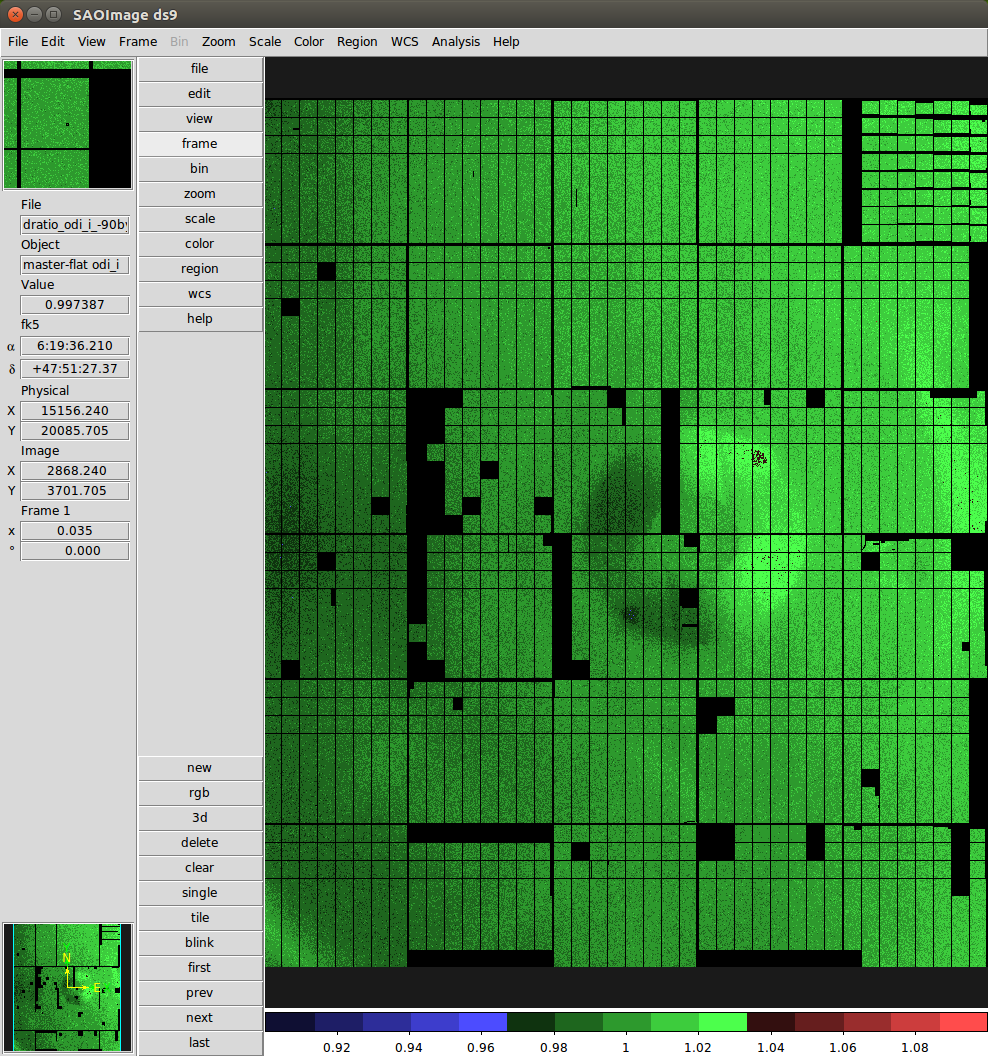 SAOImage ds9
File Edit View Frame Bin Zoom Scale Color Region WCS Analysis Help
file
edit
view
frame
bin
zoom
scale
color
region
wcs
help
File
dratio_odi_i_-90b
Object
master-flat odi_i
Value
0.997387
fk5
α 6:19:36.210
δ +47:51:27.37
Physical
X 15156.240
Y 20085.705
Image
X 2868.240
Y 3701.705
Frame 1
x 0.035
° 0.000
new
rgb
3d
delete
clear
single
tile
blink
first
prev
next
last
N
E
0.92 0.94 0.96 0.98 1 1.02 1.04 1.06 1.08